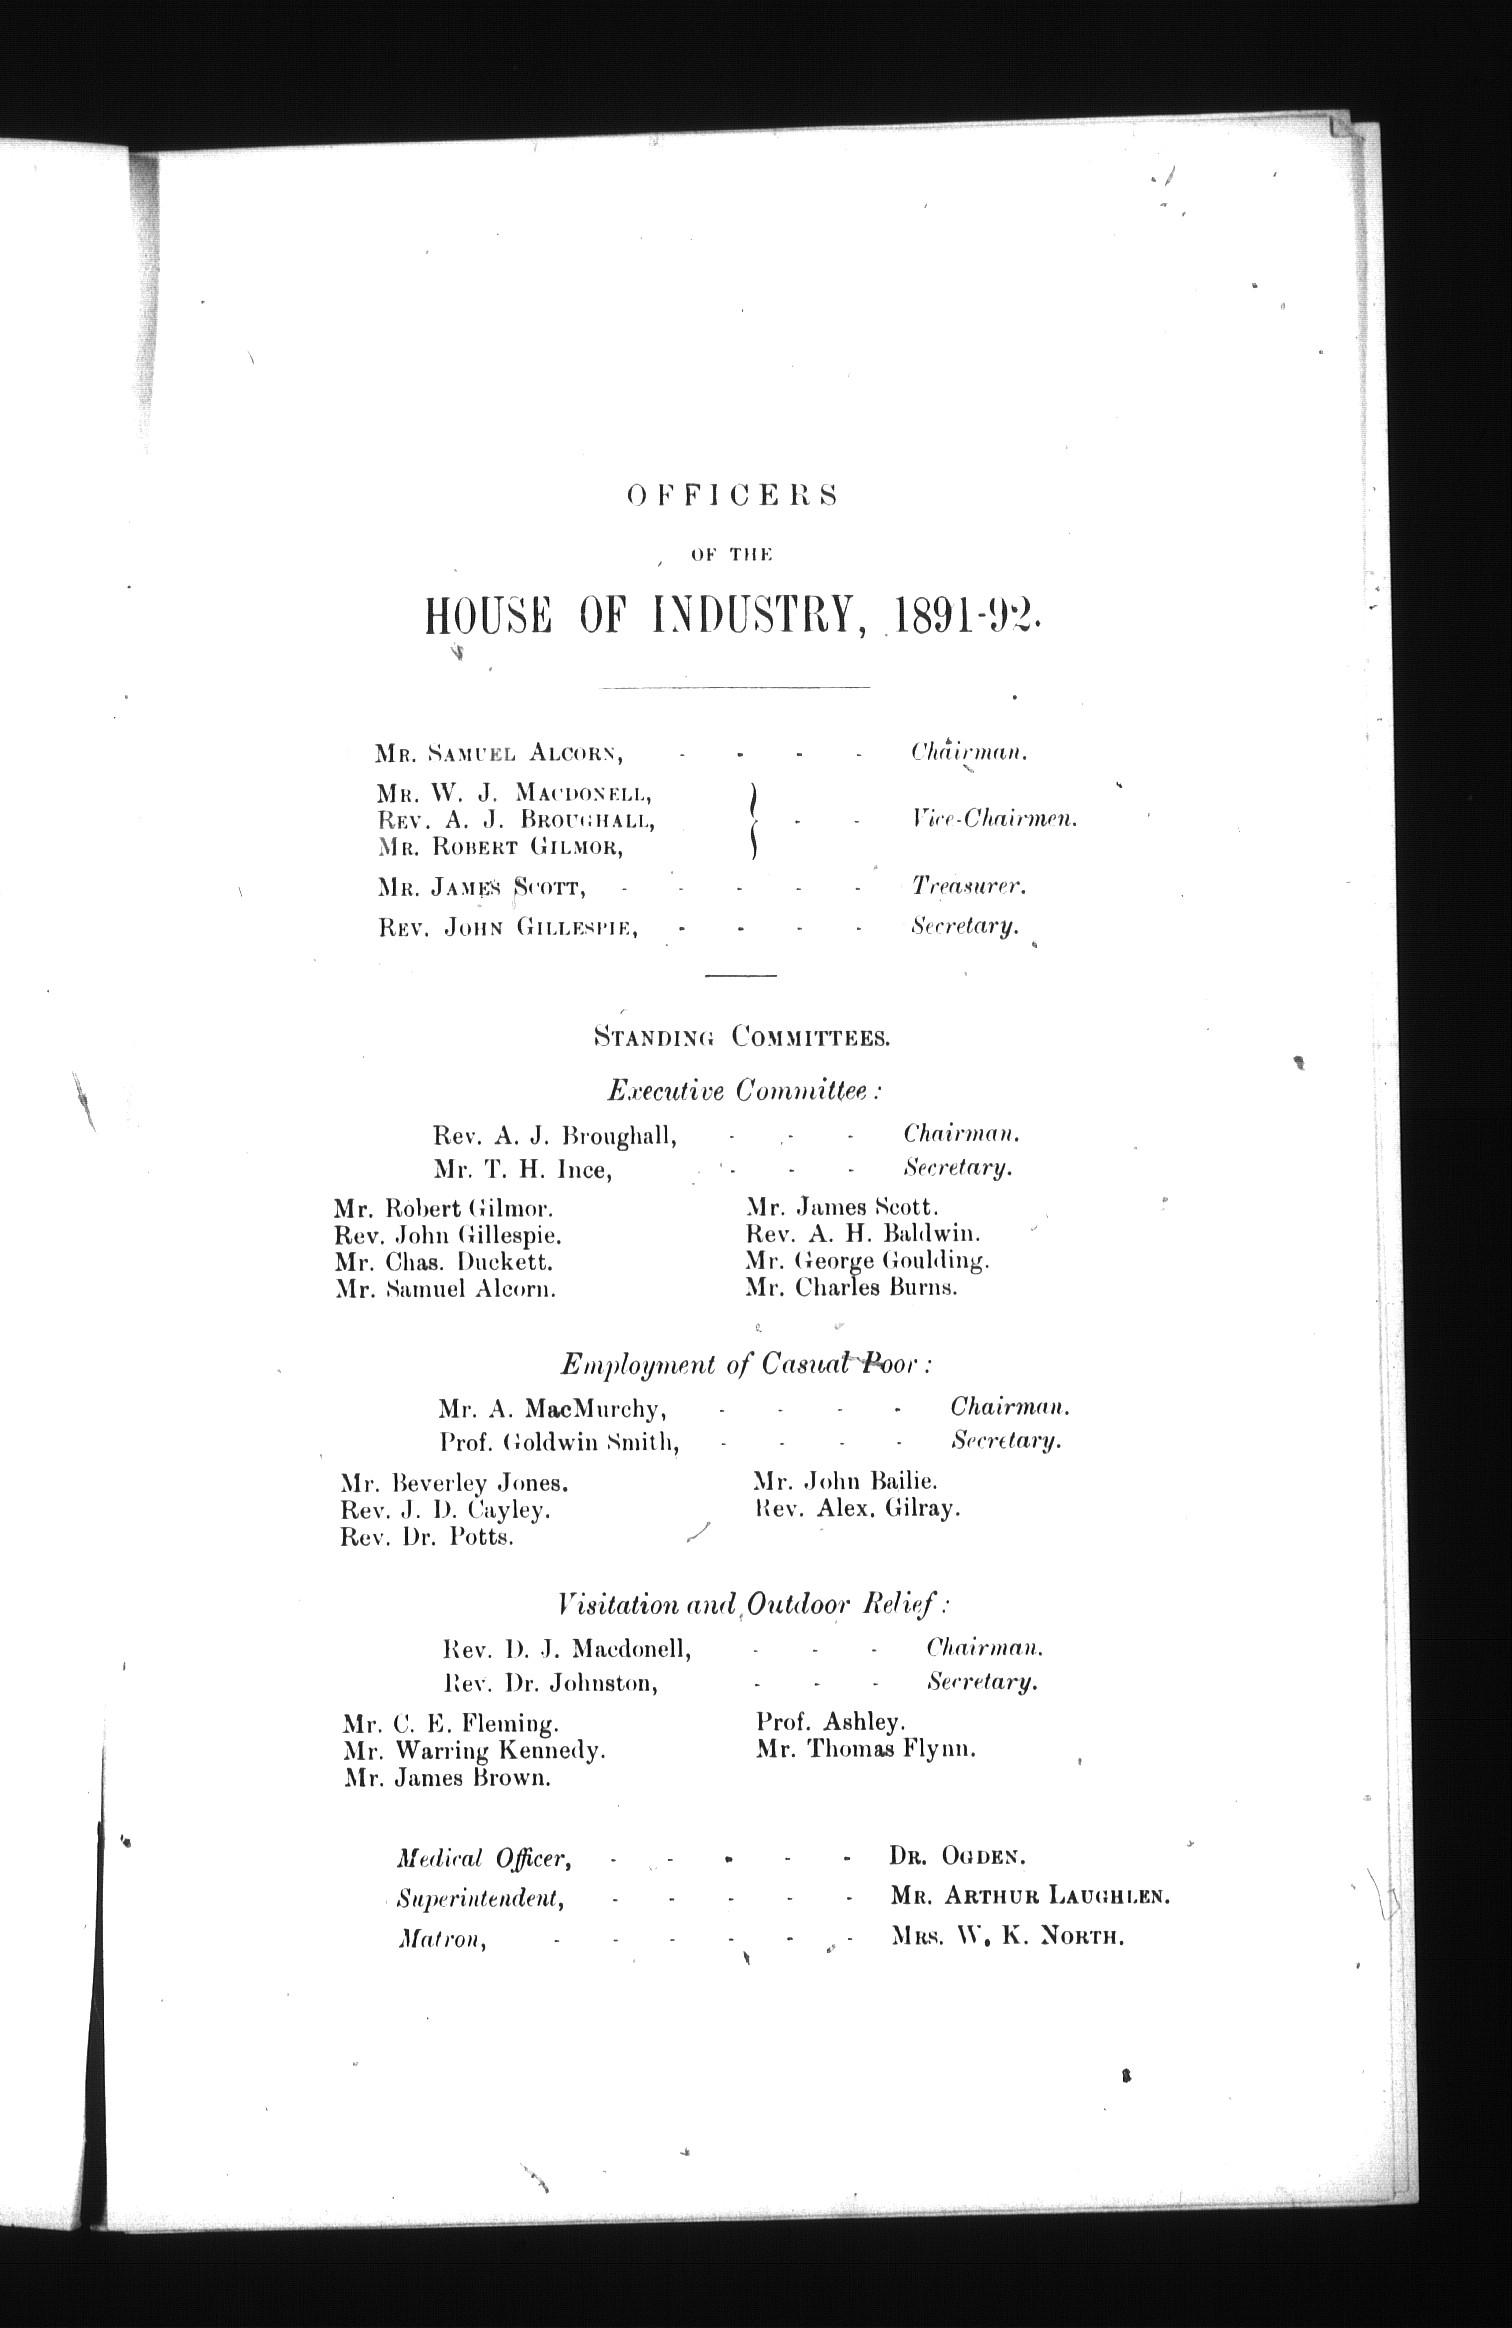 OFFICERS
OF THE
HOUSE OF INDUSTRY, 1891-92.
MR. SAMUEL ALCORN, - - - - Chairman.
MR. W. J. MACDONELL,
REV. A. J. BROUGHALL, } - - Vice-Chairmen.
MR. ROBERT GILMOR,
MR. JAMES SCOTT, - - - - - Treasurer.
REV. JOHN GILLESPIE, - - - - Secretary.
STANDING COMMITTEES.
Executive Committee:
Rev. A. J. Broughall, - - - Chairman.
Mr. T. H. Ince, - - - Secretary.
Mr. Robert Gilmor. Mr. James Scott.
Rev. John Gillespie. Rev. A. H. Baldwin.
Mr. Chas. Duckett. Mr. George Goulding.
Mr. Samuel Alcorn. Mr. Charles Burns.
Employment of Casual Poor:
Mr. A. MacMurchy, - - - - Chairman.
Prof. Goldwin Smith, - - - - Secretary.
Mr. Beverley Jones. Mr. John Bailie.
Rev. J. D. Cayley. Rev. Alex. Gilray.
Rev. Dr. Potts.
Visitation and Outdoor Relief:
Rev. D. J. Macdonell, - - - Chairman.
Rev. Dr. Johnston, - - - Secretary.
Mr. C. E. Fleming. Prof. Ashley.
Mr. Warring Kennedy. Mr. Thomas Flynn.
Mr. James Brown.
Medical Officer, - - - - - DR. OGDEN.
Superintendent, - - - - - MR. ARTHUR LAUGHLEN.
Matron, - - - - - - MRS. W. K. NORTH.